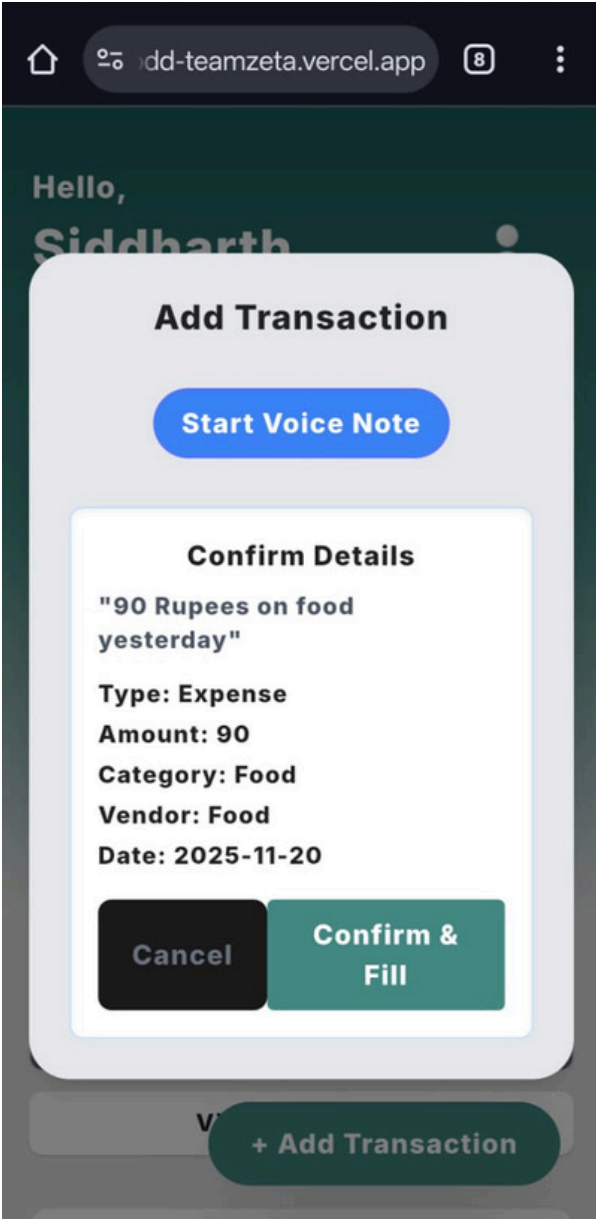 dd-teamzeta.vercel.app 8
Hello,
Siddharth
Add Transaction
Start Voice Note
Confirm Details
"90 Rupees on food
yesterday"
Type: Expense
Amount: 90
Category: Food
Vendor: Food
Date: 2025-11-20
Cancel
Confirm &
Fill
+ Add Transaction